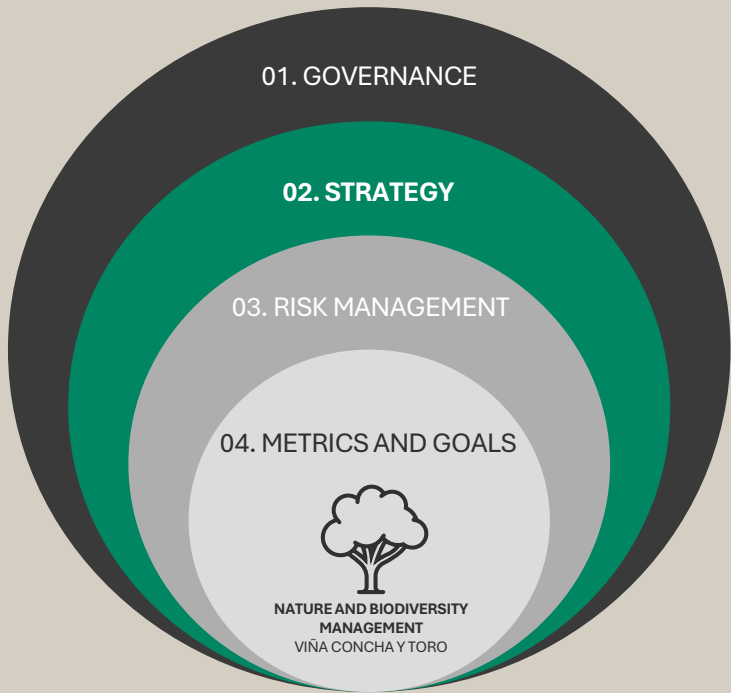 01. GOVERNANCE
02. STRATEGY
03. RISK MANAGEMENT
04. METRICS AND GOALS
NATURE AND BIODIVERSITY
MANAGEMENT
VIÑA CONCHA Y TORO